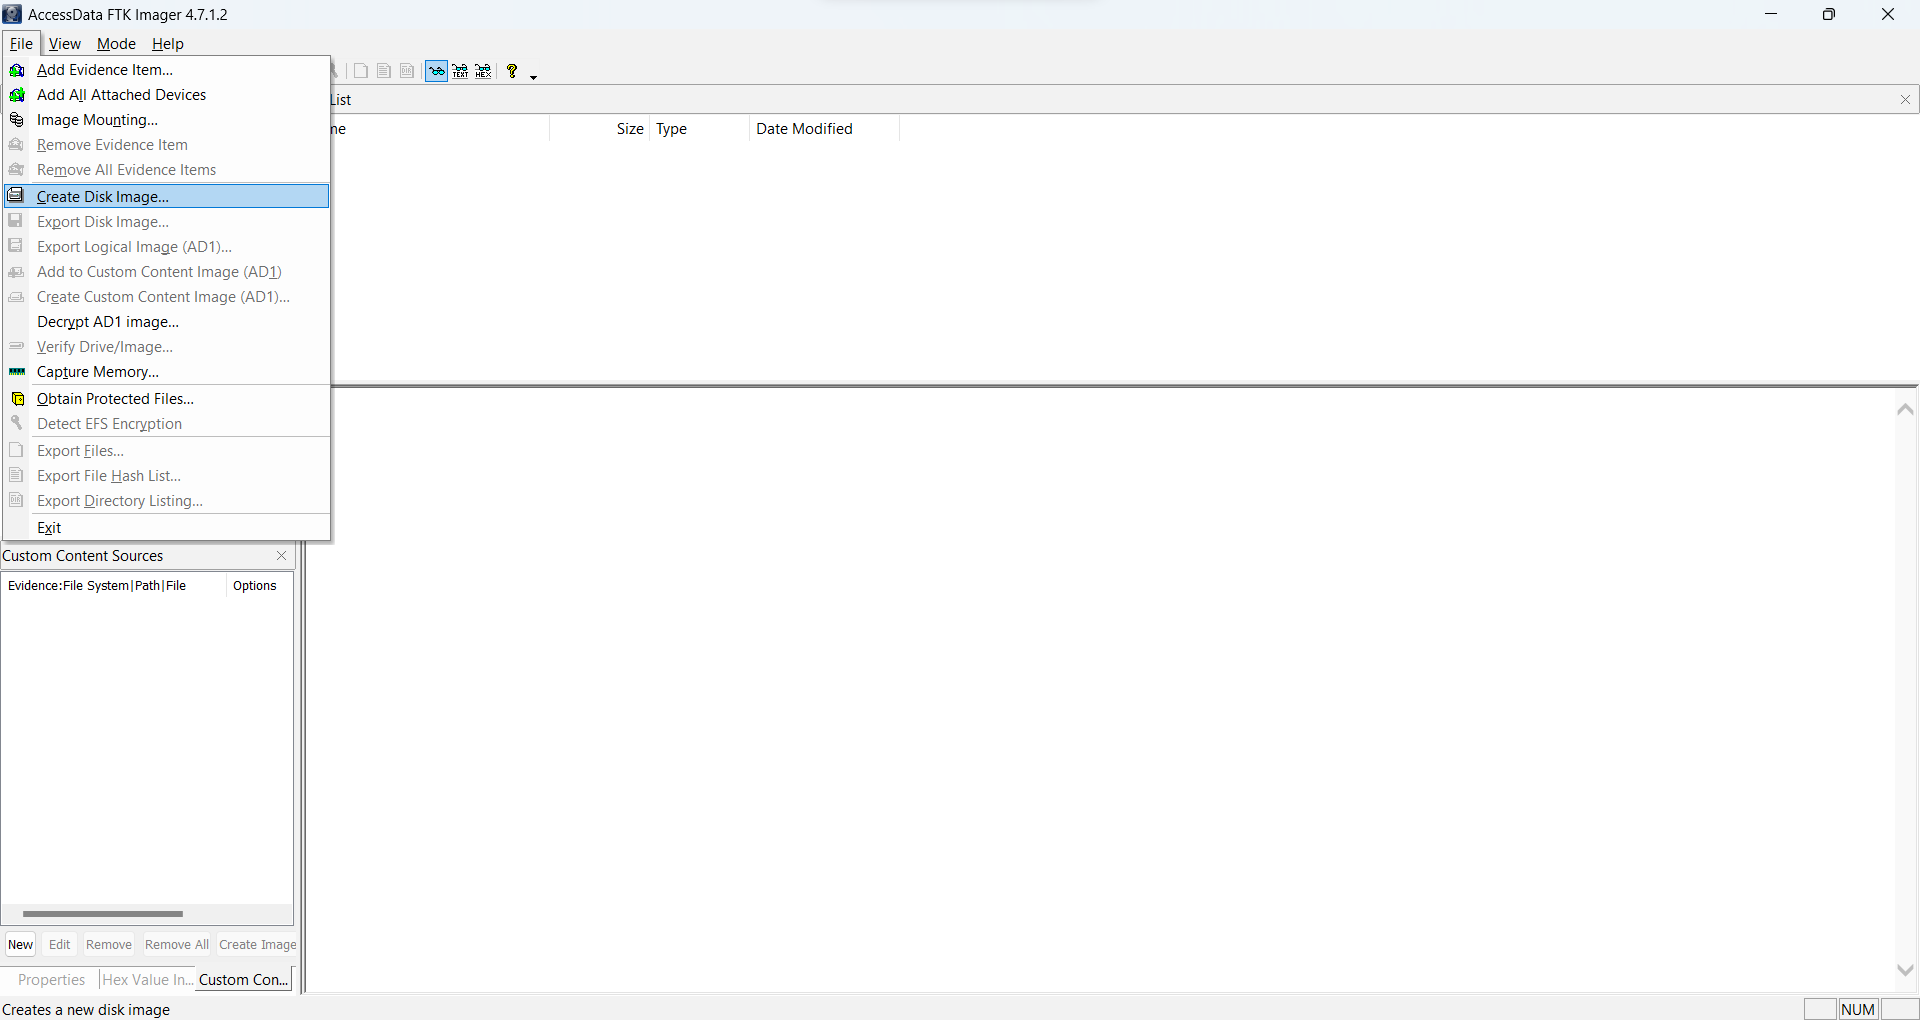 AccessData FTK Imager 4.7.1.2
File View Mode Help
Add Evidence Item...
Add All Attached Devices
Image Mounting...
Remove Evidence Item
Remove All Evidence Items
Create Disk Image...
Export Disk Image...
Export Logical Image (AD1)...
Add to Custom Content Image (AD1)
Create Custom Content Image (AD1)...
Decrypt AD1 image...
Verify Drive/Image...
Capture Memory...
Obtain Protected Files...
Detect EFS Encryption
Export Files...
Export File Hash List...
Export Directory Listing...
Exit
TEXT HEX ?
List
me Size Type Date Modified
Custom Content Sources
Evidence:File System|Path|File Options
New Edit Remove Remove All Create Image
Properties Hex Value In... Custom Con...
Creates a new disk image
NUM